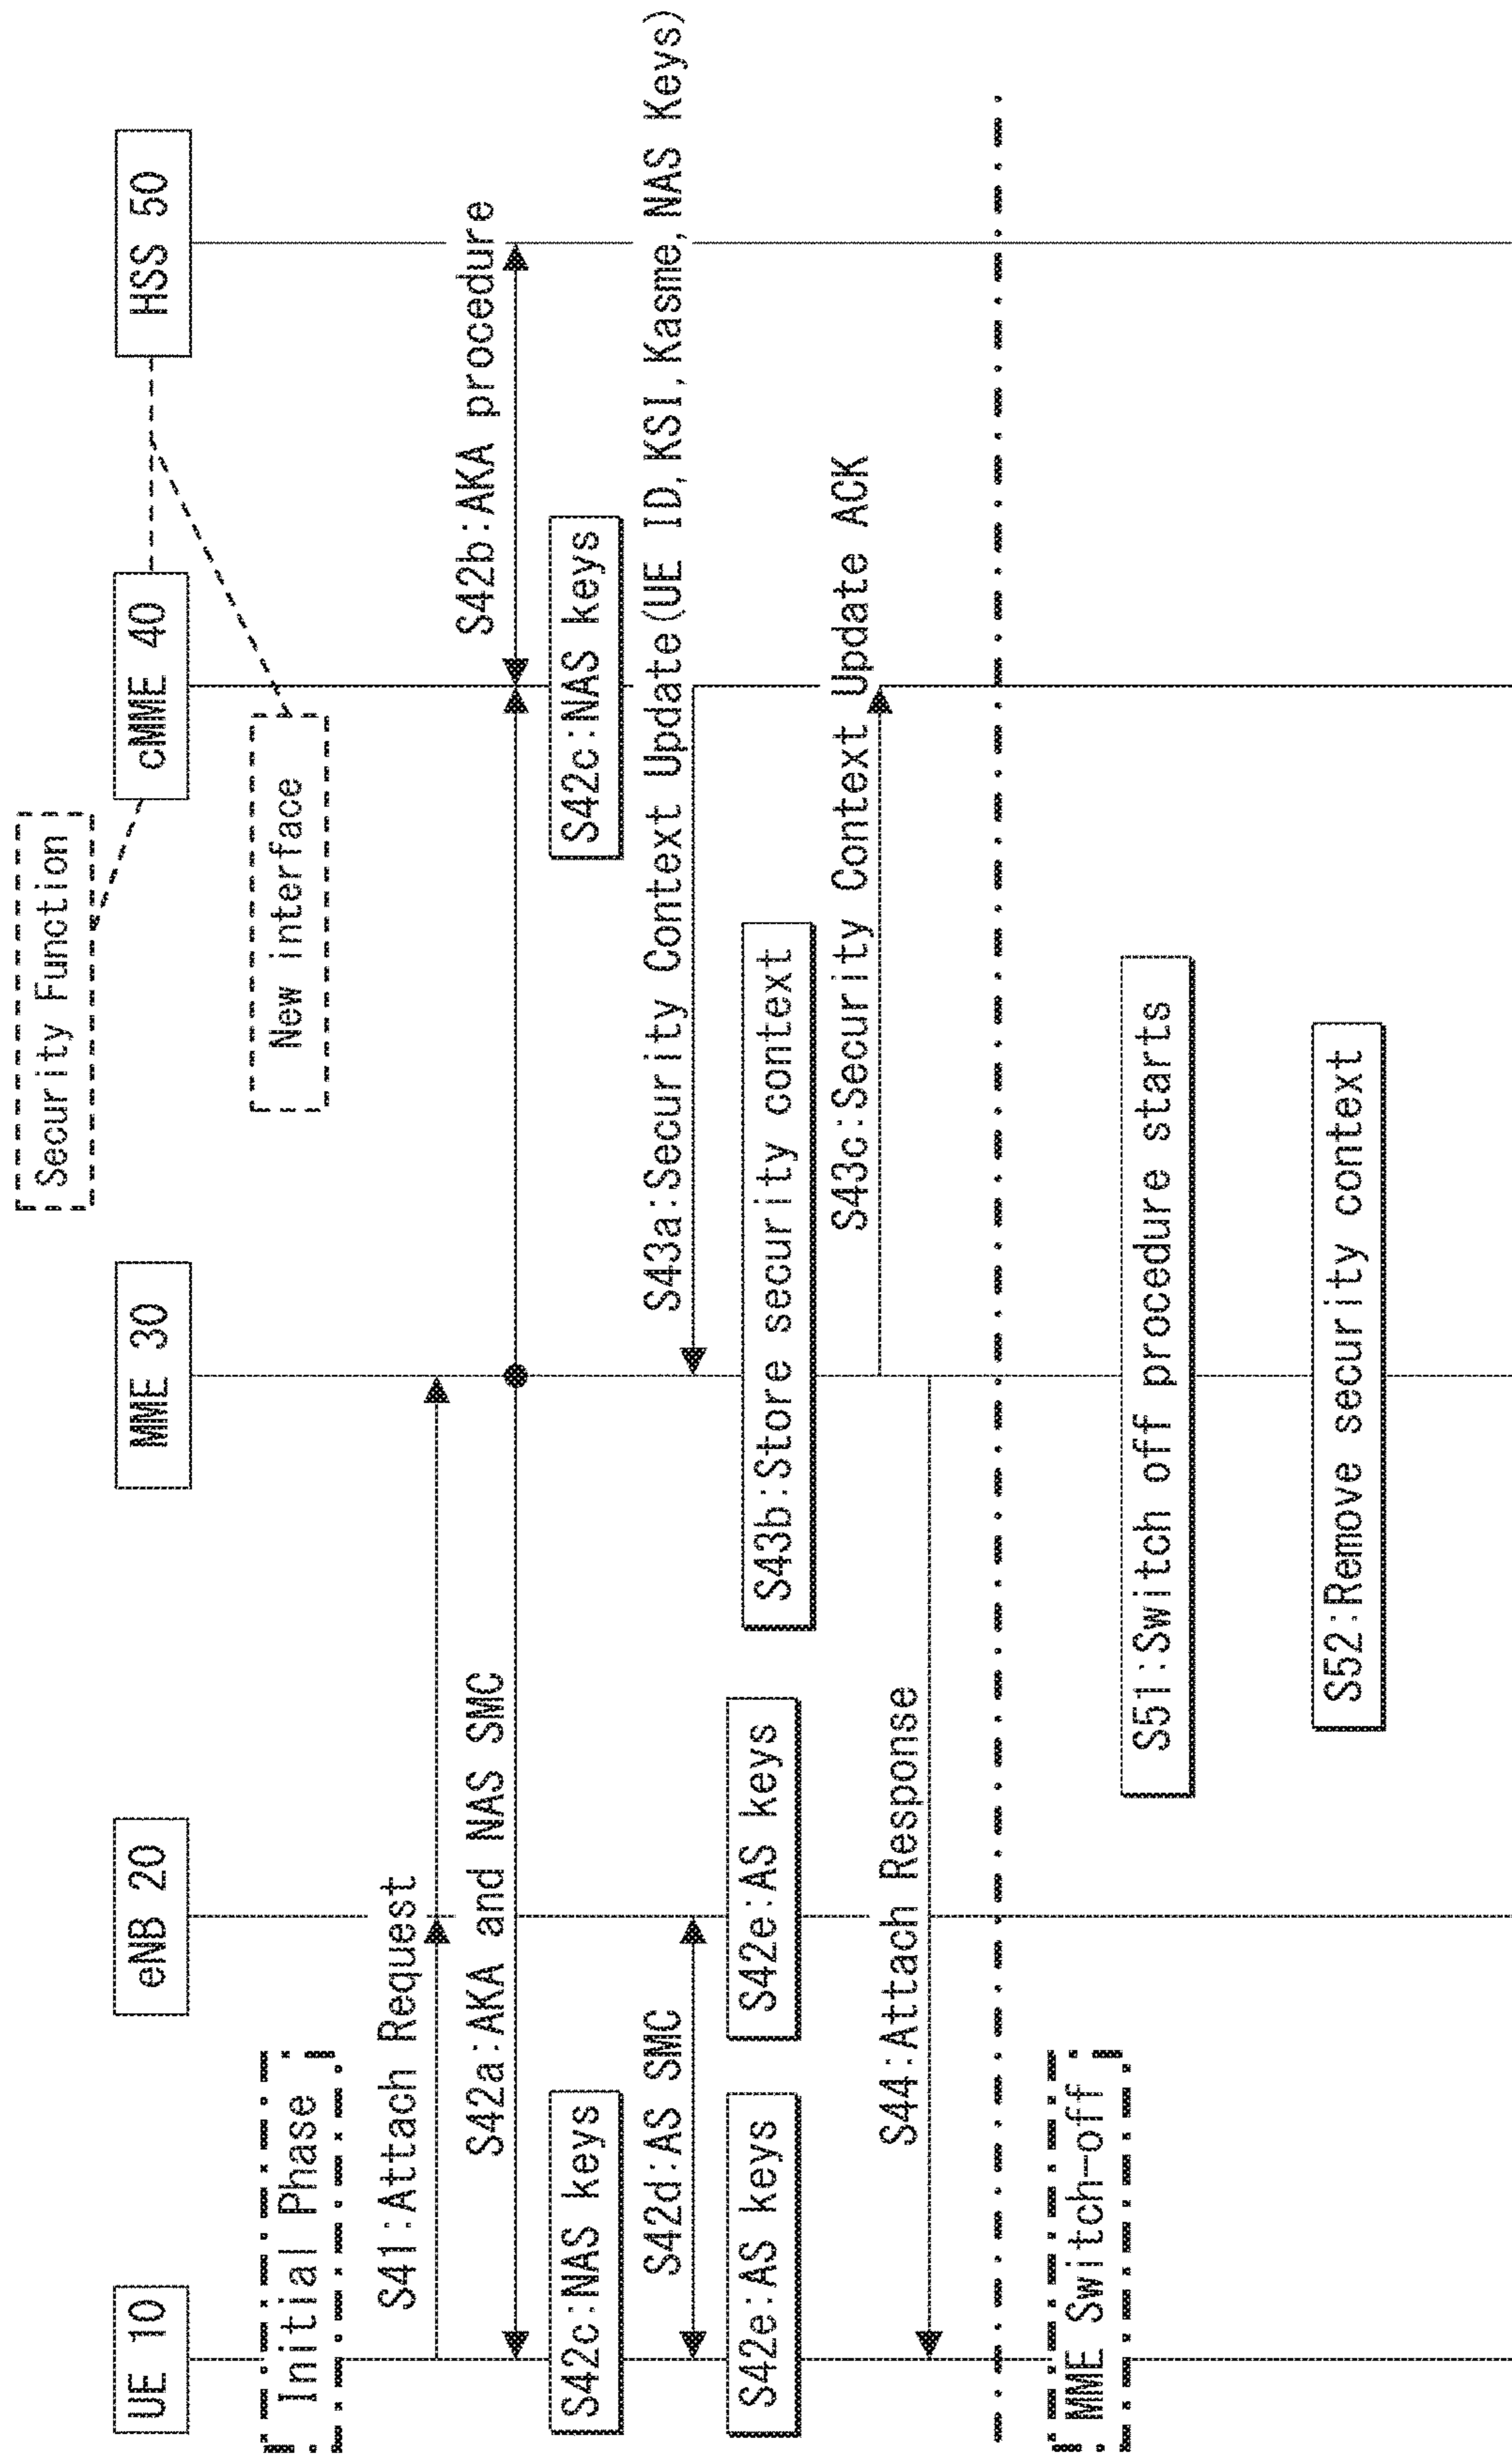 Security Function
UE 10
eNB 20
MME 30
cMME 40
HSS 50
Initial Phase
New interface
S41:Attach Request
S42a:AKA and NAS SMC
S42b:AKA procedure
S42c:NAS keys
S42c:NAS keys
S42d:AS SMC
S43a:Security Context Update(UE ID,KSI,Kasme,NAS Keys)
S42e:AS keys
S42e:AS keys
S43b:Store security context
S43c:Security Context Update ACK
S44:Attach Response
MME Switch-off
S51:Switch off procedure starts
S52:Remove security context